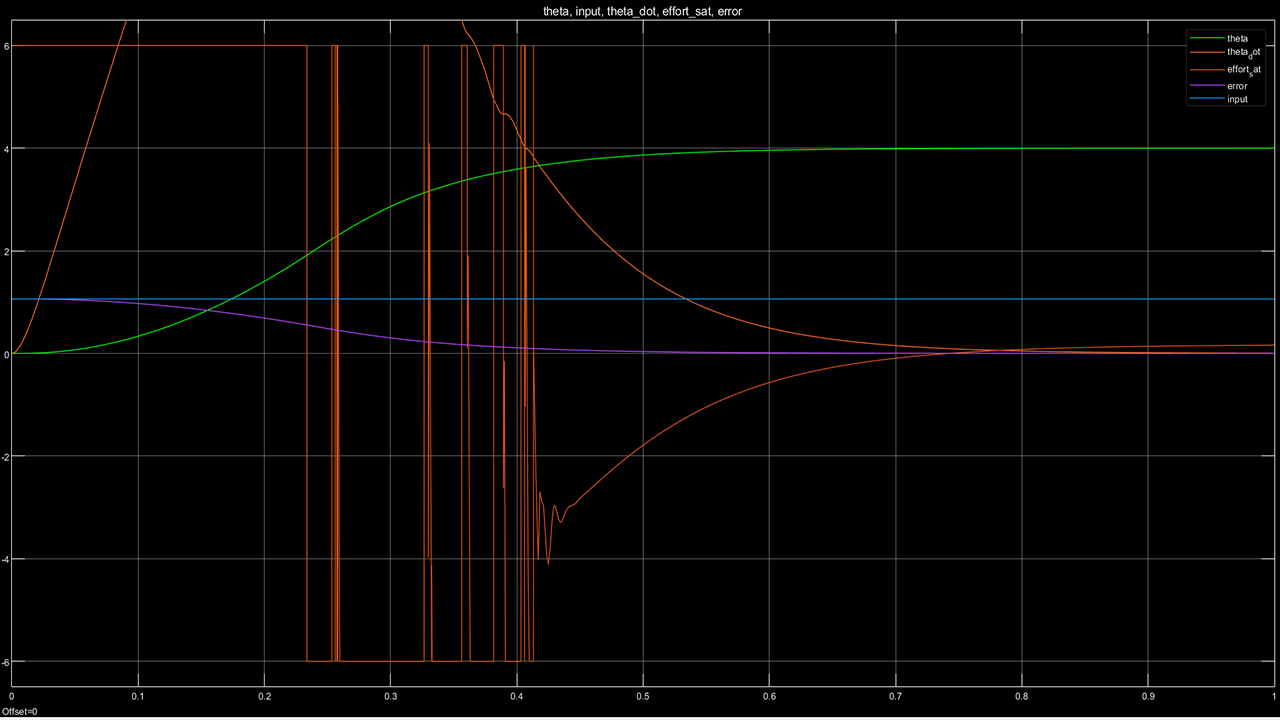 theta, input, theta_dot, effort_sat, error
theta
theta_dot
effort_sat
error
input
6
4
2
0
-2
-4
-6
0 0.1 0.2 0.3 0.4 0.5 0.6 0.7 0.8 0.9 1
Offset=0